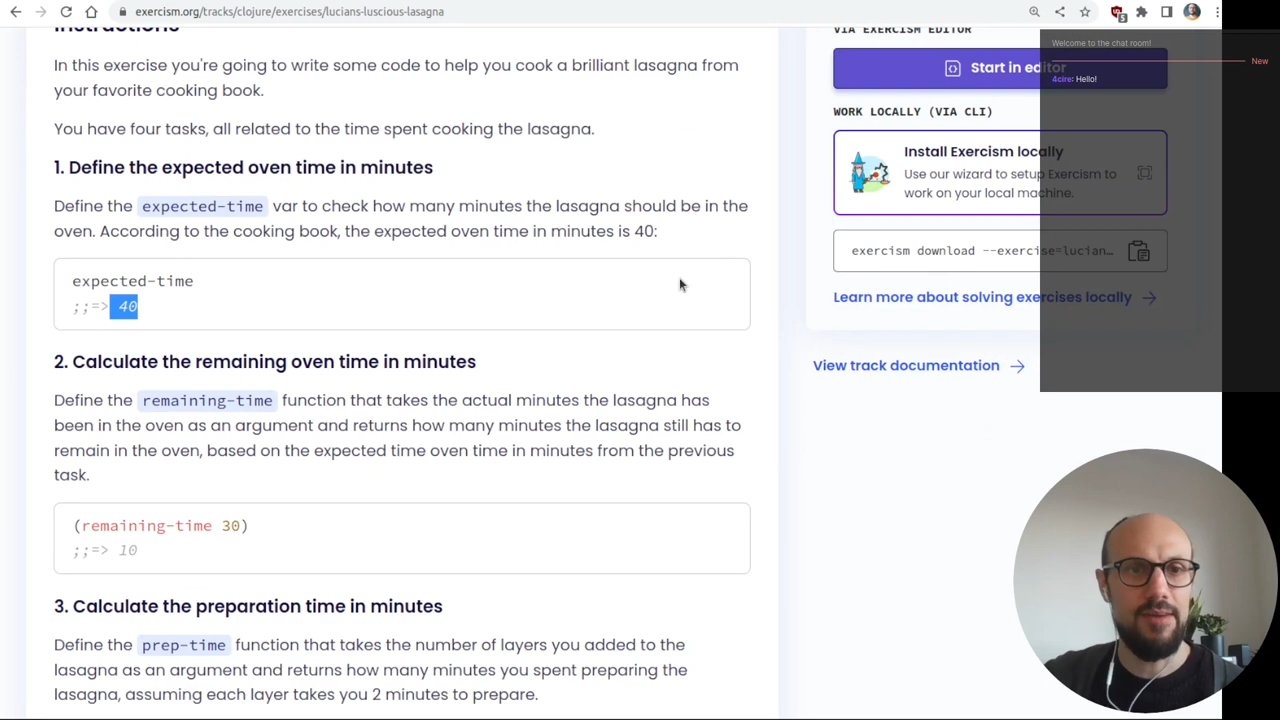 exercism.org/tracks/clojure/exercises/lucians-luscious-lasagna
5
Instructions
In this exercise you're going to write some code to help you cook a brilliant lasagna from
your favorite cooking book.
You have four tasks, all related to the time spent cooking the lasagna.
1. Define the expected oven time in minutes
Define the expected-time var to check how many minutes the lasagna should be in the
oven. According to the cooking book, the expected oven time in minutes is 40:
expected-time
;;=> 40
2. Calculate the remaining oven time in minutes
Define the remaining-time function that takes the actual minutes the lasagna has
been in the oven as an argument and returns how many minutes the lasagna still has to
remain in the oven, based on the expected time oven time in minutes from the previous
task.
(remaining-time 30)
;;=> 10
3. Calculate the preparation time in minutes
Define the prep-time function that takes the number of layers you added to the
lasagna as an argument and returns how many minutes you spent preparing the
lasagna, assuming each layer takes you 2 minutes to prepare.
VIA EXERCISM EDITOR
Start in editor
WORK LOCALLY (VIA CLI)
Install Exercism locally
Use our wizard to setup Exercism to
work on your local machine.
exercism download --exercise=lucian…
Learn more about solving exercises locally
View track documentation
Welcome to the chat room!
New
4cire: Hello!